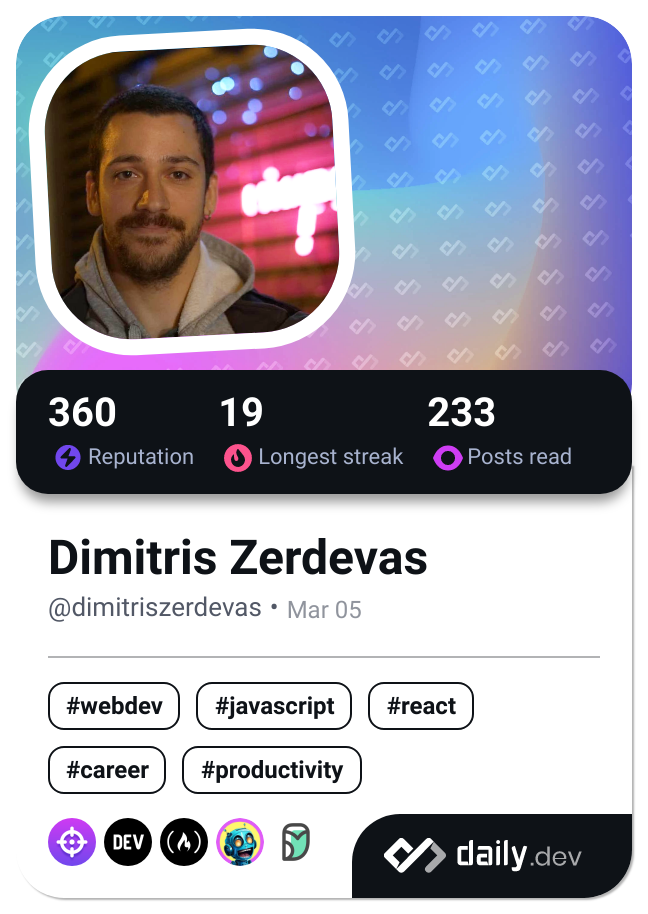 360 19 233
Reputation Longest streak Posts read
Dimitris Zerdevas
@dimitriszerdevas • Mar 05
#webdev #javascript #react
#career #productivity
DEV
daily.dev